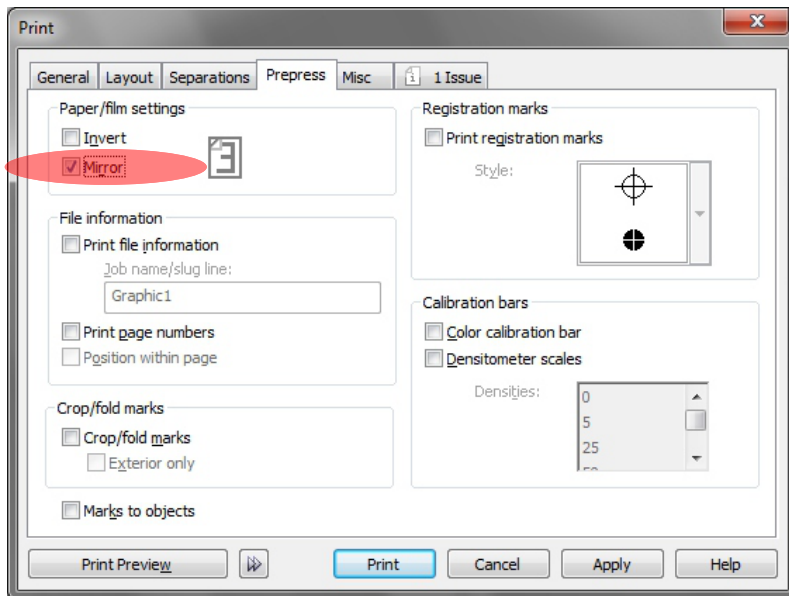 Print
General Layout Separations Prepress Misc 1 Issue
Paper/film settings
Invert
Mirror
File information
Print file information
Job name/slug line:
Graphic1
Print page numbers
Position within page
Crop/fold marks
Crop/fold marks
Exterior only
Marks to objects
Registration marks
Print registration marks
Style:
Calibration bars
Color calibration bar
Densitometer scales
Densities:
0
5
25
Print Preview Print Cancel Apply Help